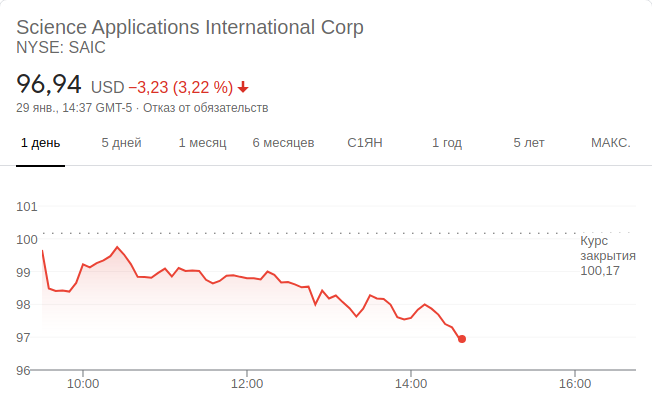 Science Applications International Corp
NYSE: SAIC
96,94 USD −3,23 (3,22 %)
29 янв., 14:37 GMT-5 · Отказ от обязательств
1 день 5 дней 1 месяц 6 месяцев С1ЯН 1 год 5 лет МАКС.
101
100
99
98
97
96
Курс
закрытия
100,17
10:00 12:00 14:00 16:00